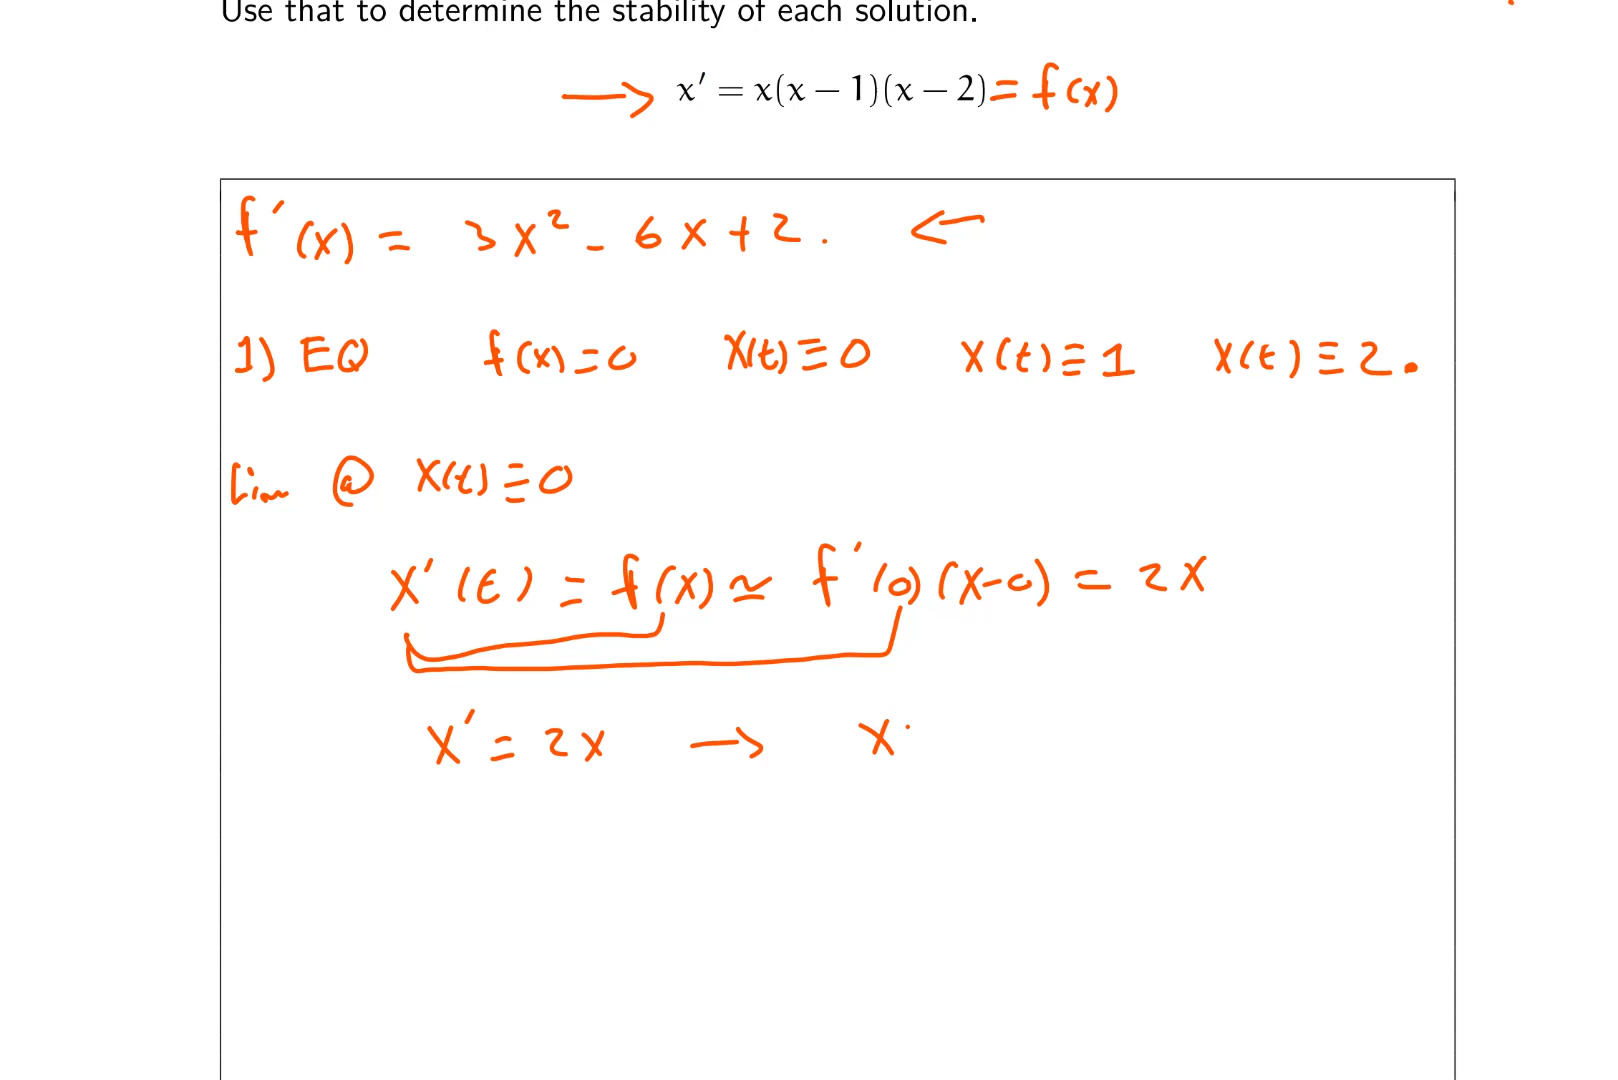 Use that to determine the stability of each solution.
→ x′ = x(x − 1)(x − 2) = f(x)
f′(x) = 3x² - 6x + 2. ←
1) EQ f(x) = 0 x(t) ≡ 0 x(t) ≡ 1 x(t) ≡ 2.
Lin @ x(t) ≡ 0
x′(t) = f(x) ≃ f′(0)(x-0) = 2x
x′ = 2x → x